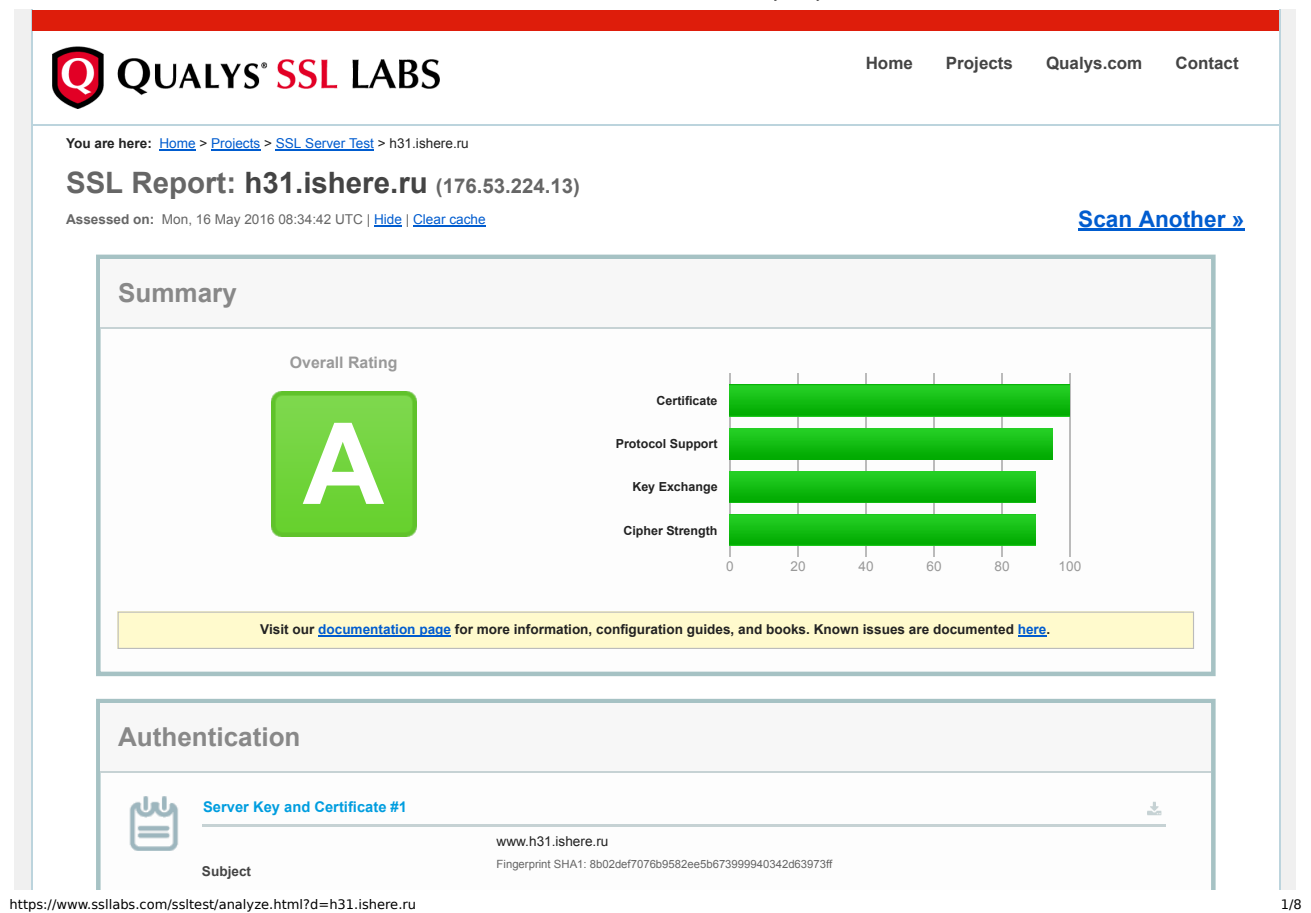 QUALYS® SSL LABS
Home Projects Qualys.com Contact
You are here: Home > Projects > SSL Server Test > h31.ishere.ru
SSL Report: h31.ishere.ru (176.53.224.13)
Assessed on: Mon, 16 May 2016 08:34:42 UTC | Hide | Clear cache
Scan Another »
Summary
Overall Rating
A
Certificate
Protocol Support
Key Exchange
Cipher Strength
0 20 40 60 80 100
Visit our documentation page for more information, configuration guides, and books. Known issues are documented here.
Authentication
Server Key and Certificate #1
www.h31.ishere.ru
Subject
Fingerprint SHA1: 8b02def7076b9582ee5b673999940342d63973ff
https://www.ssllabs.com/ssltest/analyze.html?d=h31.ishere.ru
1/8